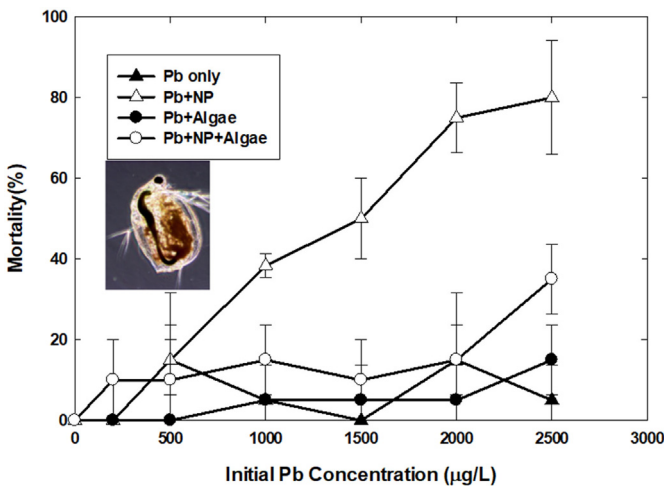 100
80
60
40
20
0
Mortality(%)
Pb only
Pb+NP
Pb+Algae
Pb+NP+Algae
0 500 1000 1500 2000 2500 3000
Initial Pb Concentration (μg/L)